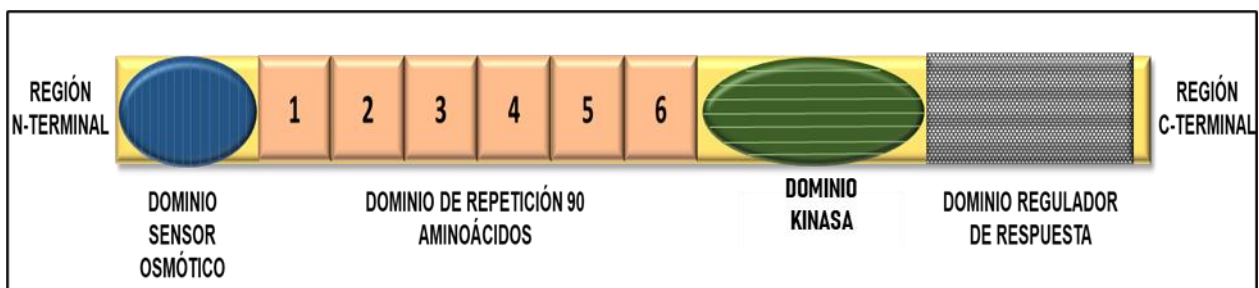 REGIÓN
N-TERMINAL
1 2 3 4 5 6
REGIÓN
C-TERMINAL
DOMINIO
SENSOR
OSMÓTICO
DOMINIO DE REPETICIÓN 90
AMINOÁCIDOS
DOMINIO
KINASA
DOMINIO REGULADOR
DE RESPUESTA